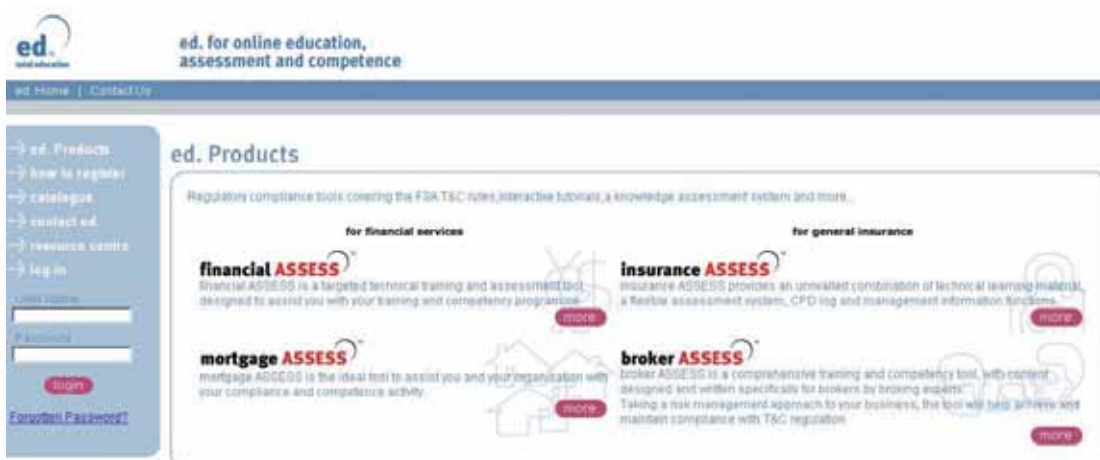 ed.
total education
ed. for online education,
assessment and competence
ed Home | Contact Us
ed. Products
how to register
catalogue
contact ed.
resource centre
log in
User Name
Password
login
Forgotten Password?
ed. Products
Regulatory compliance tools covering the FSA T&C rules, interactive tutorials, a knowledge assessment system and more...
for financial services
financial ASSESS™
financial ASSESS is a targeted technical training and assessment tool,
designed to assist you with your training and competency programme.
more
mortgage ASSESS™
mortgage ASSESS is the ideal tool to assist you and your organisation with
your compliance and competence activity.
more
for general insurance
insurance ASSESS™
insurance ASSESS provides an unrivalled combination of technical learning material,
a flexible assessment system, CPD log and management information functions.
more
broker ASSESS™
broker ASSESS is a comprehensive training and competency tool, with content
designed and written specifically for brokers by broking experts.
Taking a risk management approach to your business, the tool will help achieve and
maintain compliance with T&C regulation.
more